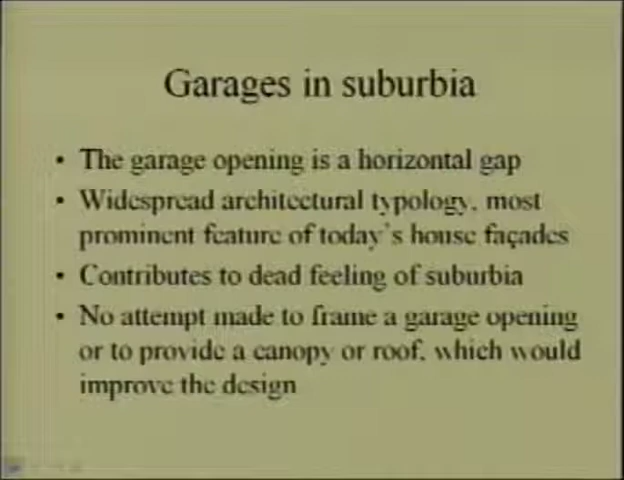 Garages in suburbia
• The garage opening is a horizontal gap
• Widespread architectural typology, most
prominent feature of today's house façades
• Contributes to dead feeling of suburbia
• No attempt made to frame a garage opening
or to provide a canopy or roof, which would
improve the design